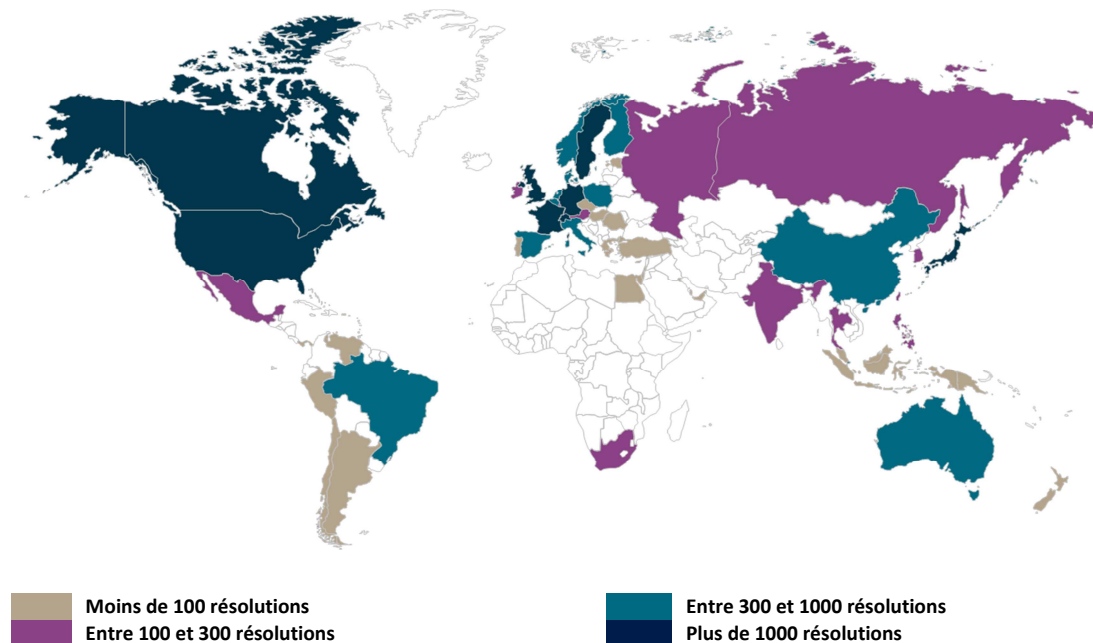 Moins de 100 résolutions
Entre 100 et 300 résolutions
Entre 300 et 1000 résolutions
Plus de 1000 résolutions